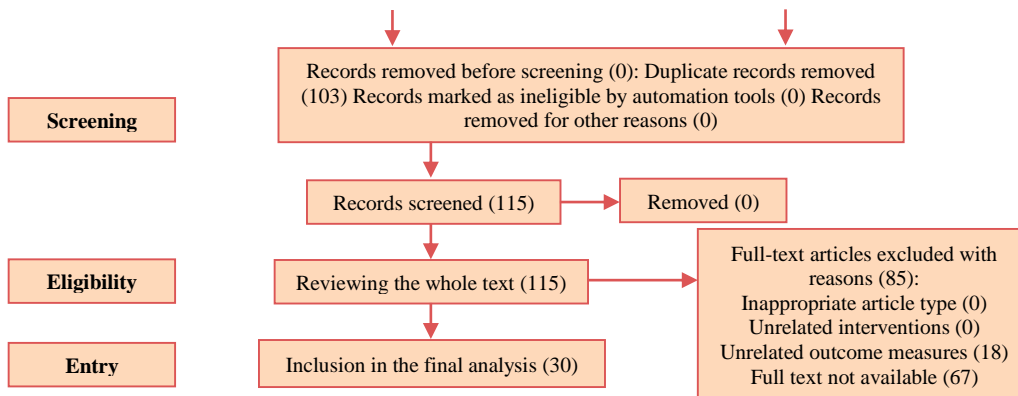 Records removed before screening (0): Duplicate records removed
(103) Records marked as ineligible by automation tools (0) Records
removed for other reasons (0)
Screening
Records screened (115)
Removed (0)
Eligibility
Reviewing the whole text (115)
Full-text articles excluded with
reasons (85):
Inappropriate article type (0)
Unrelated interventions (0)
Unrelated outcome measures (18)
Full text not available (67)
Entry
Inclusion in the final analysis (30)